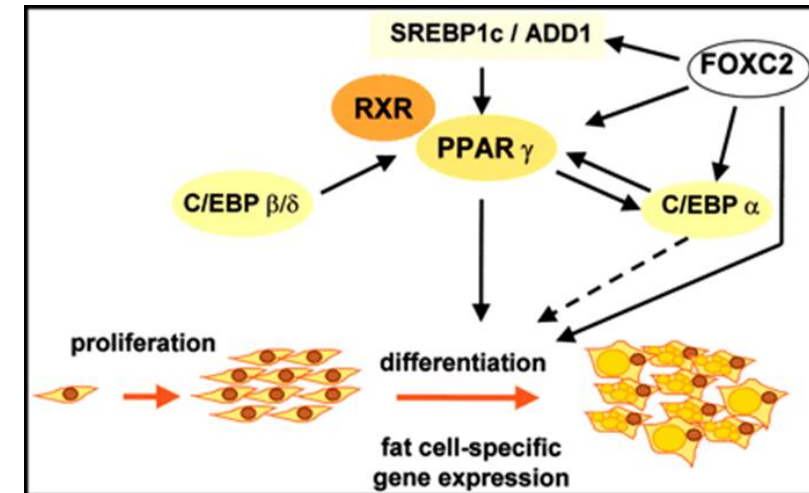 SREBP1c / ADD1
FOXC2
RXR
PPAR γ
C/EBP β/δ
C/EBP α
proliferation
differentiation
fat cell-specific
gene expression